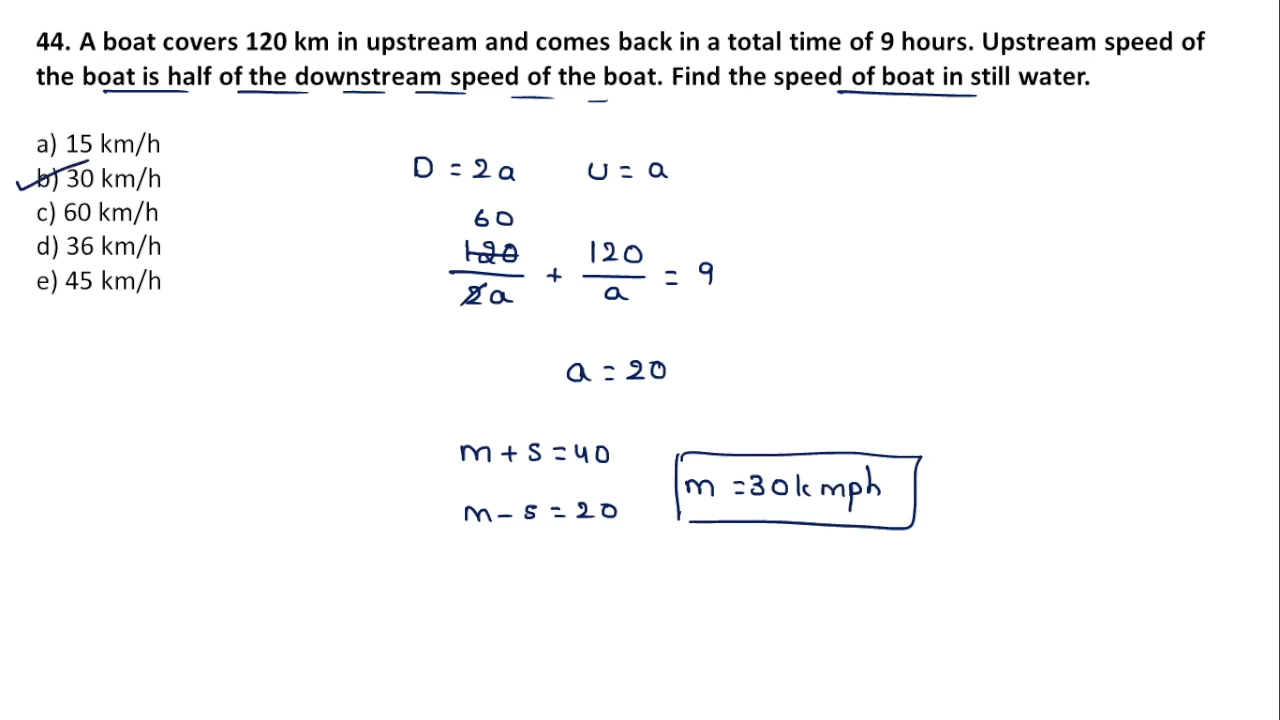 44. A boat covers 120 km in upstream and comes back in a total time of 9 hours. Upstream speed of
the boat is half of the downstream speed of the boat. Find the speed of boat in still water.
a) 15 km/h
b) 30 km/h
c) 60 km/h
d) 36 km/h
e) 45 km/h
D = 2a U = a
60
120/2a + 120/a = 9
a = 20
m + s = 40
m - s = 20
m = 30 kmph